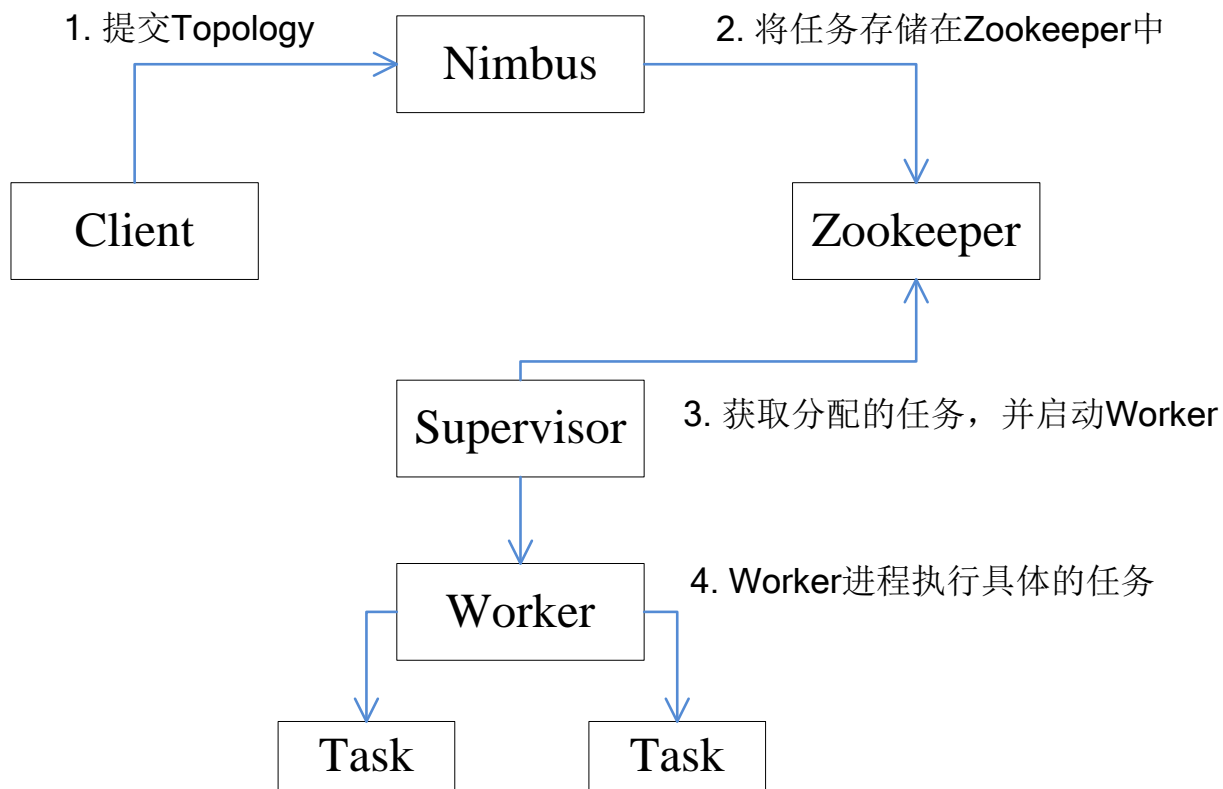 1. 提交Topology
2. 将任务存储在Zookeeper中
Nimbus
Client
Zookeeper
Supervisor
3. 获取分配的任务，并启动Worker
4. Worker进程执行具体的任务
Worker
Task
Task